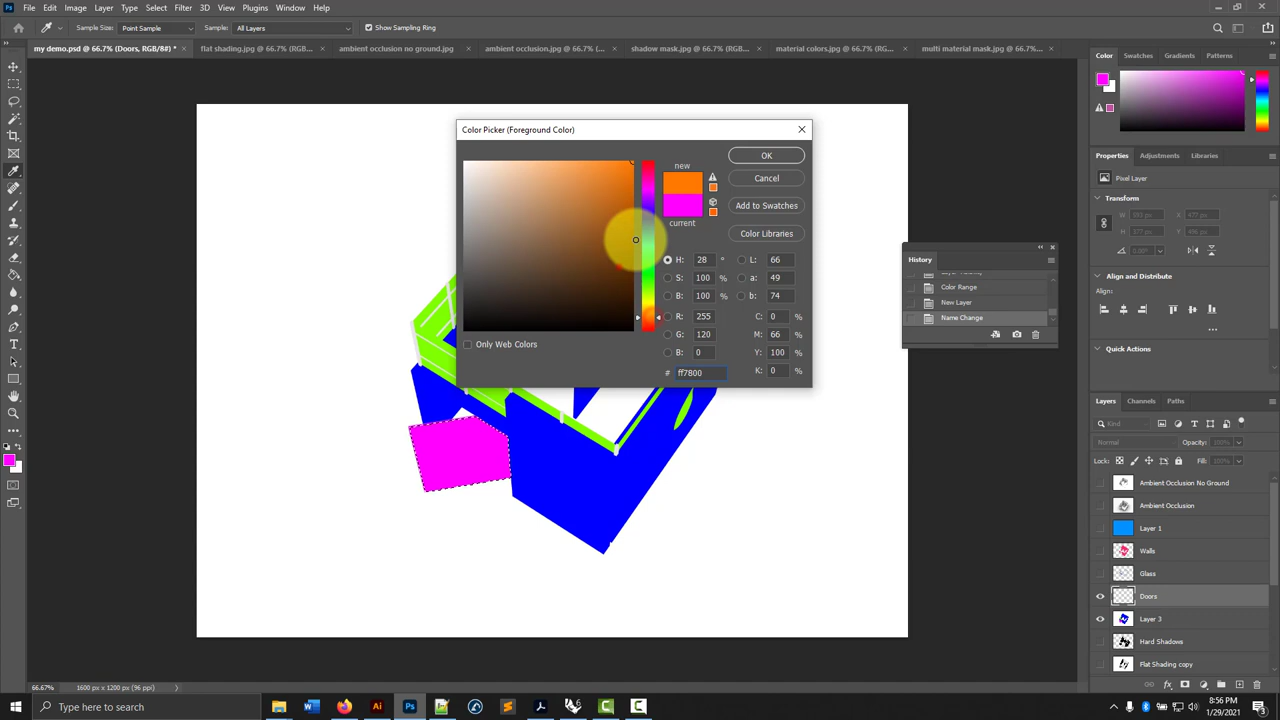 Ps File Edit Image Layer Type Select Filter 3D View Plugins Window Help
Sample Size: Point Sample Sample: All Layers Show Sampling Ring
my demo.psd @ 66.7% (Doors, RGB/8#) * flat shading.jpg @ 66.7% (RGB... ambient occlusion no ground.jpg ambient occlusion.jpg @ 66.7% (... shadow mask.jpg @ 66.7% (RGB... material colors.jpg @ 66.7% (RG... multi material mask.jpg @ 66.7%...
Color Swatches Gradients Patterns
Color Picker (Foreground Color)
new
current
OK
Cancel
Add to Swatches
Color Libraries
H: 28 ° L: 66
S: 100 % a: 49
B: 100 % b: 74
R: 255 C: 0 %
G: 120 M: 66 %
B: 0 Y: 100 %
# ff7800 K: 0 %
Only Web Colors
Properties Adjustments Libraries
Pixel Layer
Transform
W: X:
H: Y:
Align and Distribute
Align:
...
Quick Actions
History
Color Range
New Layer
Name Change
Layers Channels Paths
Kind
Normal Opacity: 100%
Lock: Fill: 100%
Ambient Occlusion No Ground
Ambient Occlusion
Layer 1
Walls
Glass
Doors
Layer 3
Hard Shadows
Flat Shading copy
66.67% 1600 px x 1200 px (96 ppi)
Type here to search
W Ai Ps
8:56 PM
1/29/2021